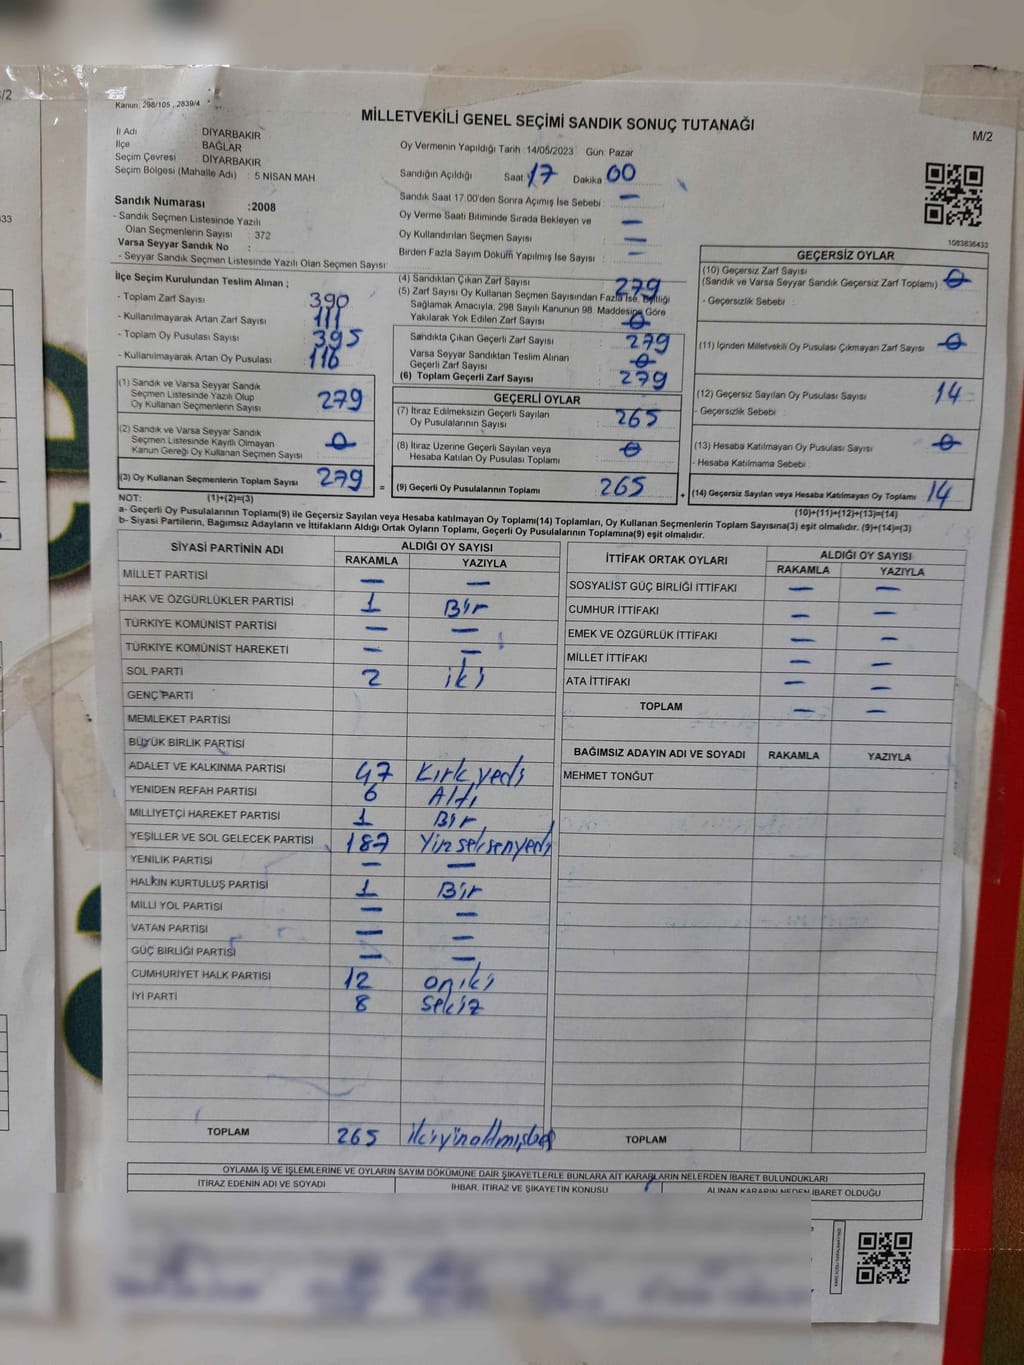 /2
Kanun, 298/105 , 2839/4
MİLLETVEKİLİ GENEL SEÇİMİ SANDIK SONUÇ TUTANAĞI
M/2
İl Adı DİYARBAKIR
İlçe BAĞLAR
Seçim Çevresi DİYARBAKIR
Seçim Bölgesi (Mahalle Adı) : 5 NİSAN MAH
Sandık Numarası :2008
- Sandık Seçmen Listesinde Yazılı
Olan Seçmenlerin Sayısı : 372
Varsa Seyyar Sandık No :
- Seyyar Sandık Seçmen Listesinde Yazılı Olan Seçmen Sayısı:
Oy Vermenin Yapıldığı Tarih 14/05/2023 Gün: Pazar
Sandığın Açıldığı Saat 17 Dakika 00
Sandık Saat 17.00'den Sonra Açılmış İse Sebebi : —
Oy Verme Saati Bitiminde Sırada Bekleyen ve —
Oy Kullandırılan Seçmen Sayısı : —
Birden Fazla Sayım Döküm Yapılmış İse Sayısı : —
1083636433
İlçe Seçim Kurulundan Teslim Alınan ;
- Toplam Zarf Sayısı : 390
- Kullanılmayarak Artan Zarf Sayısı : 111
- Toplam Oy Pusulası Sayısı : 395
- Kullanılmayarak Artan Oy Pusulası : 116
(1) Sandık ve Varsa Seyyar Sandık
Seçmen Listesinde Yazılı Olup
Oy Kullanan Seçmenlerin Sayısı : 279
(2) Sandık ve Varsa Seyyar Sandık
Seçmen Listesinde Kayıtlı Olmayan
Kanun Gereği Oy Kullanan Seçmen Sayısı : 0
(3) Oy Kullanan Seçmenlerin Toplam Sayısı : 279 =
(4) Sandıktan Çıkan Zarf Sayısı : 279
(5) Zarf Sayısı Oy Kullanan Seçmen Sayısından Fazla İse, Eşitliği
Sağlamak Amacıyla, 298 Sayılı Kanunun 98. Maddesine Göre
Yakılarak Yok Edilen Zarf Sayısı : 0
Sandıkta Çıkan Geçerli Zarf Sayısı : 279
Varsa Seyyar Sandıktan Teslim Alınan
Geçerli Zarf Sayısı : 0
(6) Toplam Geçerli Zarf Sayısı : 279
GEÇERLİ OYLAR
(7) İtiraz Edilmeksizin Geçerli Sayılan
Oy Pusulalarının Sayısı : 265
(8) İtiraz Üzerine Geçerli Sayılan veya
Hesaba Katılan Oy Pusulası Toplamı : 0
(9) Geçerli Oy Pusulalarının Toplamı : 265 +
GEÇERSİZ OYLAR
(10) Geçersiz Zarf Sayısı
(Sandık ve Varsa Seyyar Sandık Geçersiz Zarf Toplamı) : 0
- Geçersizlik Sebebi :
(11) İçinden Milletvekili Oy Pusulası Çıkmayan Zarf Sayısı : 0
(12) Geçersiz Sayılan Oy Pusulası Sayısı : 14
- Geçersizlik Sebebi :
(13) Hesaba Katılmayan Oy Pusulası Sayısı : 0
- Hesaba Katılmama Sebebi :
(14) Geçersiz Sayılan veya Hesaba Katılmayan Oy Toplamı : 14
NOT: (1)+(2)=(3) (10)+(11)+(12)+(13)=(14)
a- Geçerli Oy Pusulalarının Toplamı(9) ile Geçersiz Sayılan veya Hesaba katılmayan Oy Toplamı(14) Toplamları, Oy Kullanan Seçmenlerin Toplam Sayısına(3) eşit olmalıdır. (9)+(14)=(3)
b- Siyasi Partilerin, Bağımsız Adayların ve İttifakların Aldığı Ortak Oyların Toplamı, Geçerli Oy Pusulalarının Toplamına(9) eşit olmalıdır.
SİYASİ PARTİNİN ADI ALDIĞI OY SAYISI
RAKAMLA YAZIYLA
MİLLET PARTİSİ — —
HAK VE ÖZGÜRLÜKLER PARTİSİ 1 Bir
TÜRKİYE KOMÜNİST PARTİSİ — —
TÜRKİYE KOMÜNİST HAREKETİ — —
SOL PARTİ 2 iki
GENÇ PARTİ
MEMLEKET PARTİSİ
BÜYÜK BİRLİK PARTİSİ
ADALET VE KALKINMA PARTİSİ 47 Kırkyedi
YENİDEN REFAH PARTİSİ 6 Altı
MİLLİYETÇİ HAREKET PARTİSİ 1 Bir
YEŞİLLER VE SOL GELECEK PARTİSİ 187 Yüzseksenyedi
YENİLİK PARTİSİ — —
HALKIN KURTULUŞ PARTİSİ 1 Bir
MİLLİ YOL PARTİSİ — —
VATAN PARTİSİ — —
GÜÇ BİRLİĞİ PARTİSİ — —
CUMHURİYET HALK PARTİSİ 12 oniki
İYİ PARTİ 8 Sekiz
TOPLAM 265 ikiyüzaltmışbeş
İTTİFAK ORTAK OYLARI ALDIĞI OY SAYISI
RAKAMLA YAZIYLA
SOSYALİST GÜÇ BİRLİĞİ İTTİFAKI — —
CUMHUR İTTİFAKI — —
EMEK VE ÖZGÜRLÜK İTTİFAKI — —
MİLLET İTTİFAKI — —
ATA İTTİFAKI — —
TOPLAM — —
BAĞIMSIZ ADAYIN ADI VE SOYADI RAKAMLA YAZIYLA
MEHMET TONĞUT
TOPLAM
OYLAMA İŞ VE İŞLEMLERİNE VE OYLARIN SAYIM DÖKÜMÜNE DAİR ŞİKAYETLERLE BUNLARA AİT KARARLARIN NELERDEN İBARET BULUNDUKLARI
İTİRAZ EDENİN ADI VE SOYADI İHBAR, İTİRAZ VE ŞİKAYETİN KONUSU ALINAN KARARIN NEDEN İBARET OLDUĞU